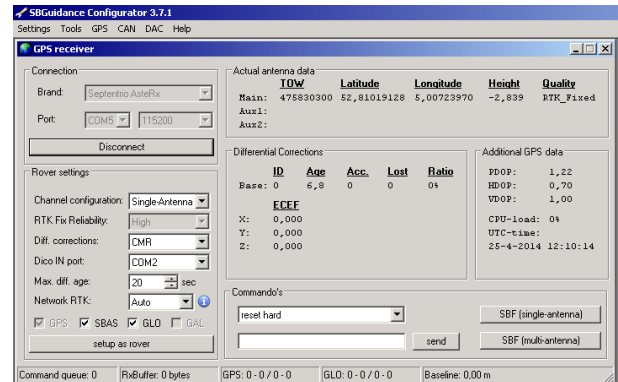 SBGuidance Configurator 3.7.1
Settings Tools GPS CAN DAC Help
GPS receiver
Connection
Brand: Septentrio AsteRx
Port: COM5 115200
Disconnect
Rover settings
Channel configuration: Single-Antenna
RTK Fix Reliability: High
Diff. corrections: CMR
Dico IN port: COM2
Max. diff. age: 20 sec
Network RTK: Auto
GPS SBAS GLO GAL
setup as rover
Actual antenna data
TOW Latitude Longitude Height Quality
Main: 475830300 52,81019128 5,00723970 -2,839 RTK_Fixed
Aux1:
Aux2:
Differential Corrections
ID Age Acc. Lost Ratio
Base: 0 6,8 0 0 0%
ECEF
X: 0,000
Y: 0,000
Z: 0,000
Additional GPS data
PDOP: 1,22
HDOP: 0,70
VDOP: 1,00
CPU-load: 0%
UTC-time:
25-4-2014 12:10:14
Commando's
reset hard
SBF (single-antenna)
send
SBF (multi-antenna)
Command queue: 0 RxBuffer: 0 bytes GPS: 0 - 0 / 0 - 0 GLO: 0 - 0 / 0 - 0 Baseline: 0,00 m